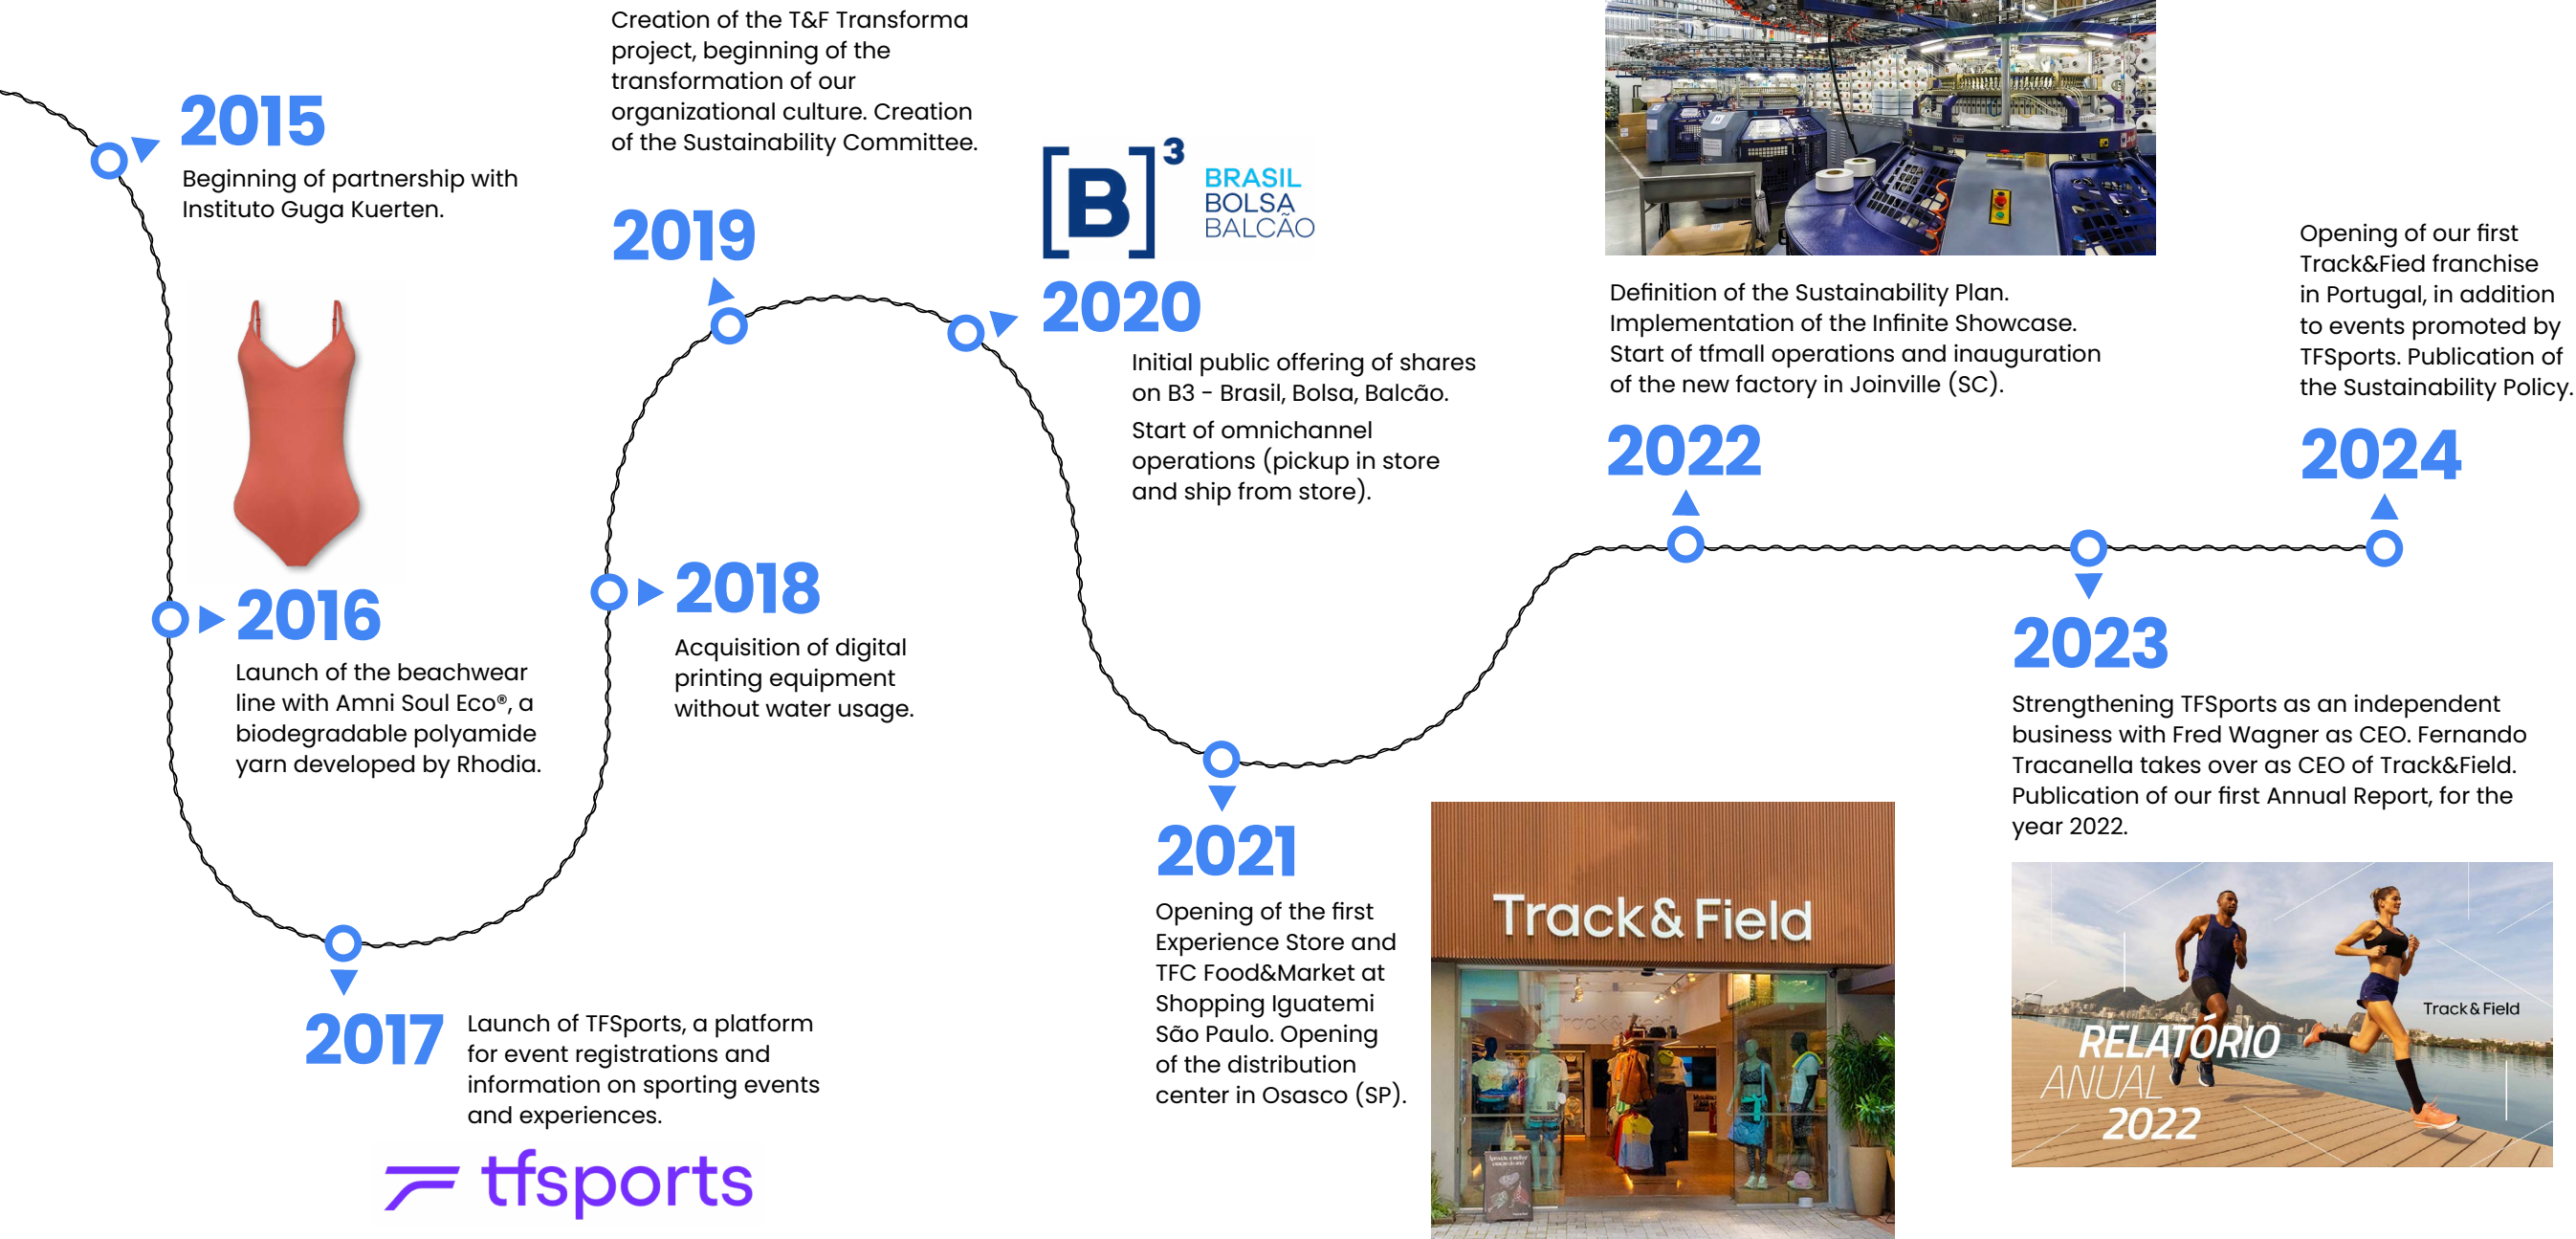 2015
Beginning of partnership with
Instituto Guga Kuerten.
2016
Launch of the beachwear
line with Amni Soul Eco®, a
biodegradable polyamide
yarn developed by Rhodia.
2017
Launch of TFSports, a platform
for event registrations and
information on sporting events
and experiences.
tfsports
2018
Acquisition of digital
printing equipment
without water usage.
Creation of the T&F Transforma
project, beginning of the
transformation of our
organizational culture. Creation
of the Sustainability Committee.
2019
[B]³
BRASIL
BOLSA
BALCÃO
2020
Initial public offering of shares
on B3 - Brasil, Bolsa, Balcão.
Start of omnichannel
operations (pickup in store
and ship from store).
2021
Opening of the first
Experience Store and
TFC Food&Market at
Shopping Iguatemi
São Paulo. Opening
of the distribution
center in Osasco (SP).
Track&Field
Track&Field
Definition of the Sustainability Plan.
Implementation of the Infinite Showcase.
Start of tfmall operations and inauguration
of the new factory in Joinville (SC).
2022
2023
Strengthening TFSports as an independent
business with Fred Wagner as CEO. Fernando
Tracanella takes over as CEO of Track&Field.
Publication of our first Annual Report, for the
year 2022.
Track&Field
RELATÓRIO
ANUAL
2022
Opening of our first
Track&Fied franchise
in Portugal, in addition
to events promoted by
TFSports. Publication of
the Sustainability Policy.
2024